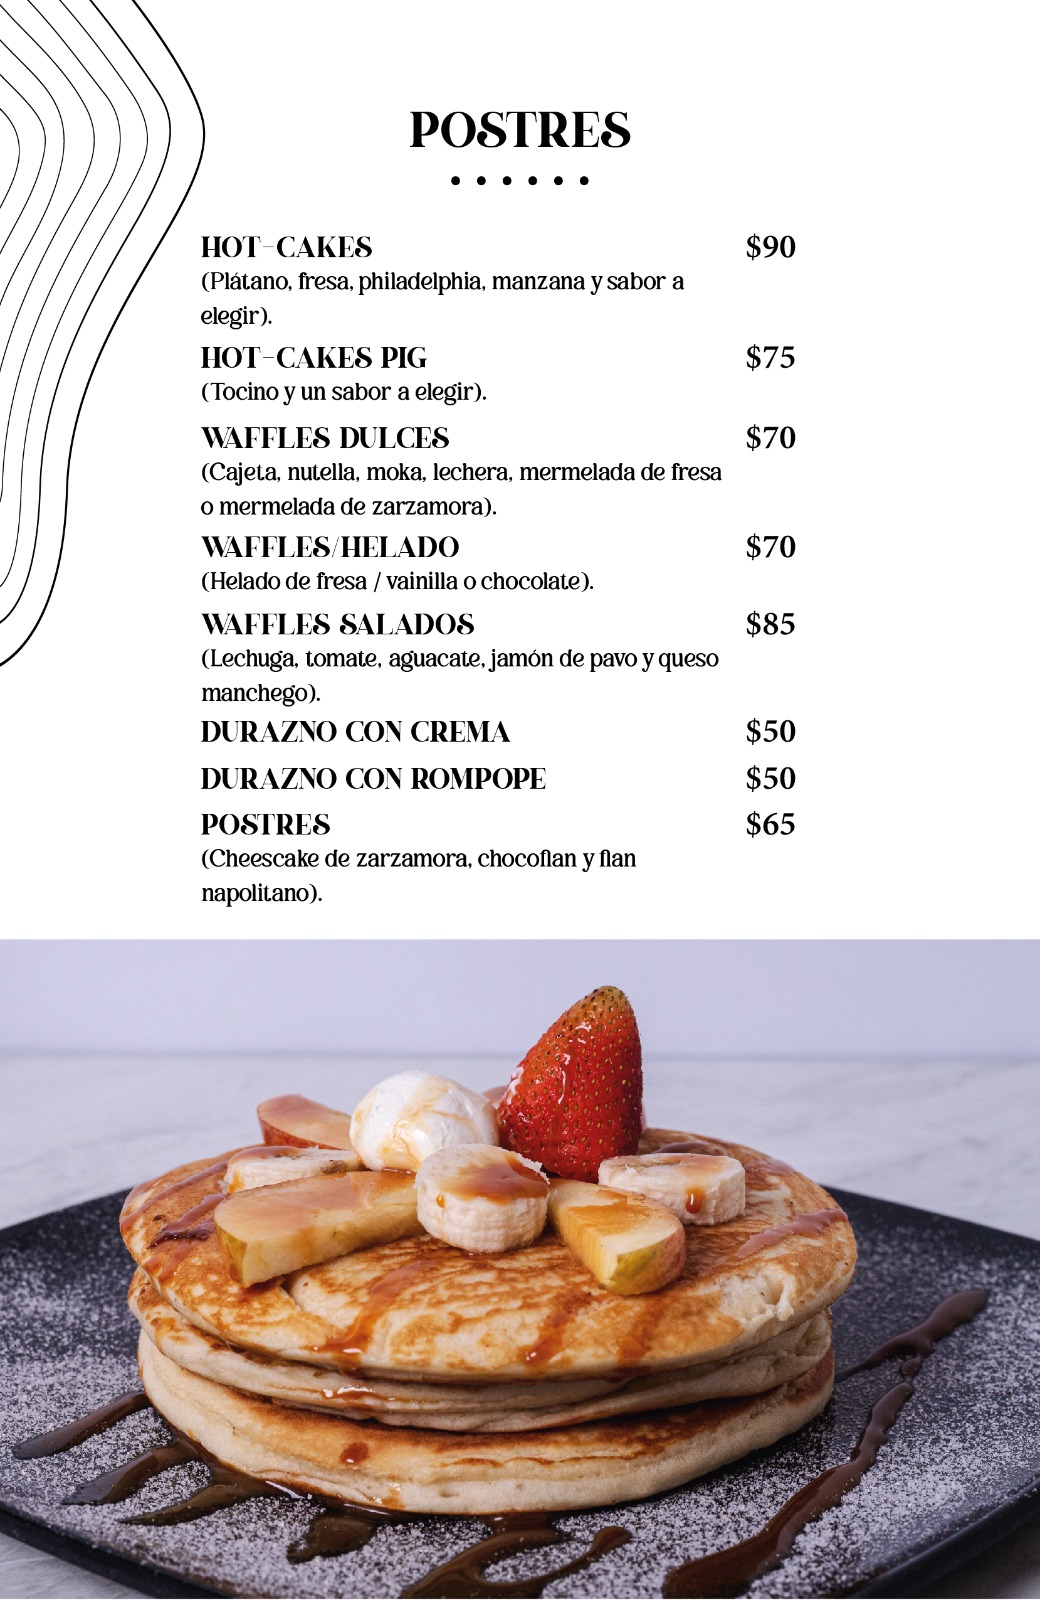 POSTRES
HOT-CAKES $90
(Plátano, fresa, philadelphia, manzana y sabor a
elegir).
HOT-CAKES PIG $75
(Tocino y un sabor a elegir).
WAFFLES DULCES $70
(Cajeta, nutella, moka, lechera, mermelada de fresa
o mermelada de zarzamora).
WAFFLES/HELADO $70
(Helado de fresa / vainilla o chocolate).
WAFFLES SALADOS $85
(Lechuga, tomate, aguacate, jamón de pavo y queso
manchego).
DURAZNO CON CREMA $50
DURAZNO CON ROMPOPE $50
POSTRES $65
(Cheescake de zarzamora, chocoflan y flan
napolitano).